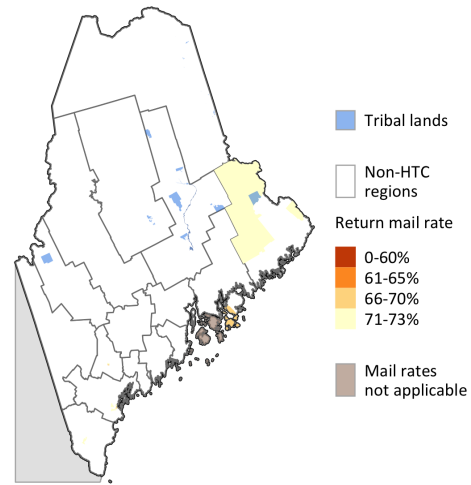 Tribal lands
Non-HTC
regions
Return mail rate
0-60%
61-65%
66-70%
71-73%
Mail rates
not applicable